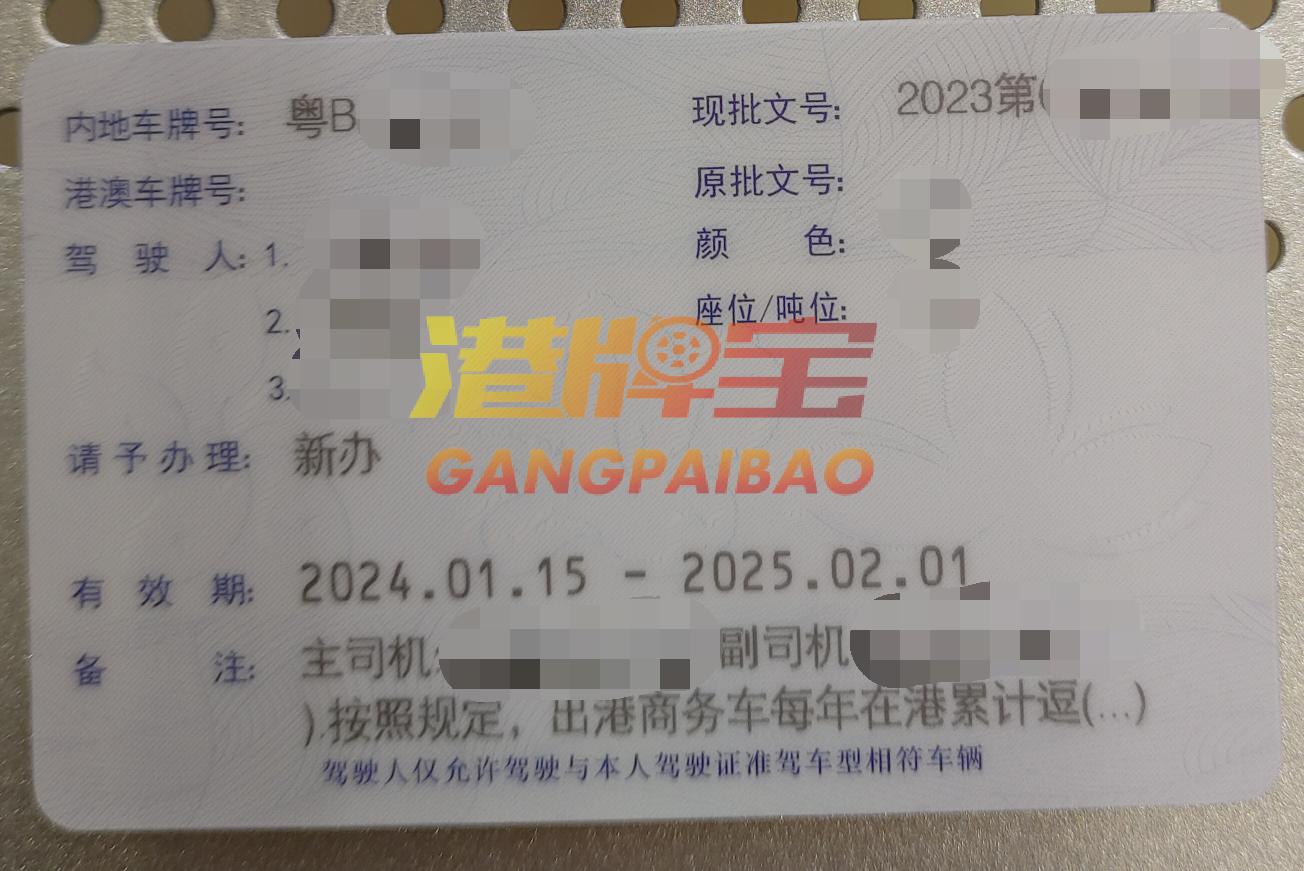 内地车牌号: 粤B
现批文号: 2023第
港澳车牌号:
原批文号:
驾驶人: 1.
颜色:
2.
座位/吨位:
港牌宝
3.
GANGPAIBAO
请予办理: 新办
有效期: 2024.01.15 - 2025.02.01
备注: 主司机: 副司机
).按照规定，出港商务车每年在港累计逗(...)
驾驶人仅允许驾驶与本人驾驶证准驾车型相符车辆